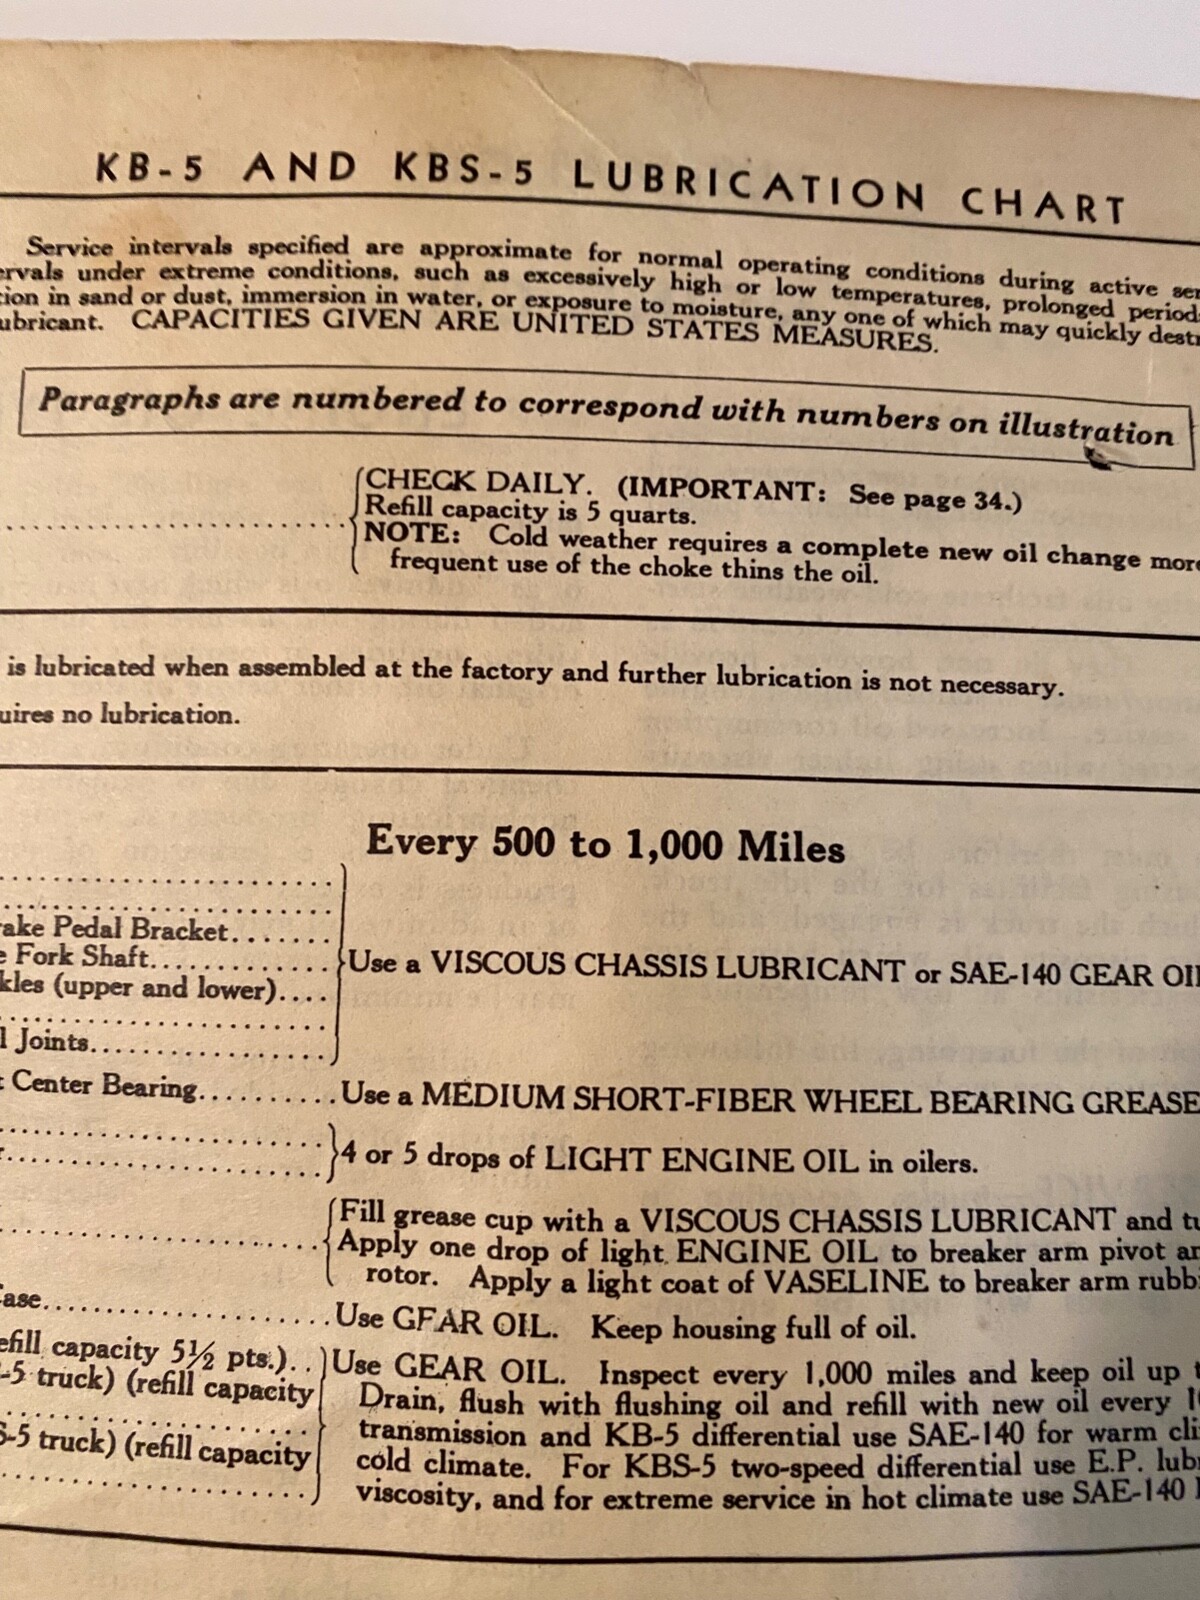 KB-5 AND KBS-5 LUBRICATION CHART
Service intervals specified are approximate for normal operating conditions during active
under extreme conditions, such as excessively high or low temperatures, prolonged
in sand or dust, immersion in water, or exposure to moisture, any one of which may quickly
CAPACITIES GIVEN ARE UNITED STATES MEASURES.
Paragraphs are numbered to correspond with numbers on illustration
CHECK DAILY. (IMPORTANT: See page 34.)
Refill capacity is 5 quarts.
NOTE: Cold weather requires a complete new oil change more
frequent use of the choke thins the oil.
is lubricated when assembled at the factory and further lubrication is not necessary.
no lubrication.
Every 500 to 1,000 Miles
Pedal Bracket.......
Fork Shaft............
(upper and lower)....
Use a VISCOUS CHASSIS LUBRICANT or SAE-140 GEAR
Joints.................
Center Bearing..........Use a MEDIUM SHORT-FIBER WHEEL BEARING GREASE
4 or 5 drops of LIGHT ENGINE OIL in oilers.
Fill grease cup with a VISCOUS CHASSIS LUBRICANT and
Apply one drop of light ENGINE OIL to breaker arm pivot
rotor. Apply a light coat of VASELINE to breaker arm
Use GEAR OIL. Keep housing full of oil.
capacity 5½ pts.)..
truck) (refill capacity
truck) (refill capacity
Use GEAR OIL. Inspect every 1,000 miles and keep oil up
Drain, flush with flushing oil and refill with new oil every
transmission and KB-5 differential use SAE-140 for warm
cold climate. For KBS-5 two-speed differential use E.P.
viscosity, and for extreme service in hot climate use SAE-140